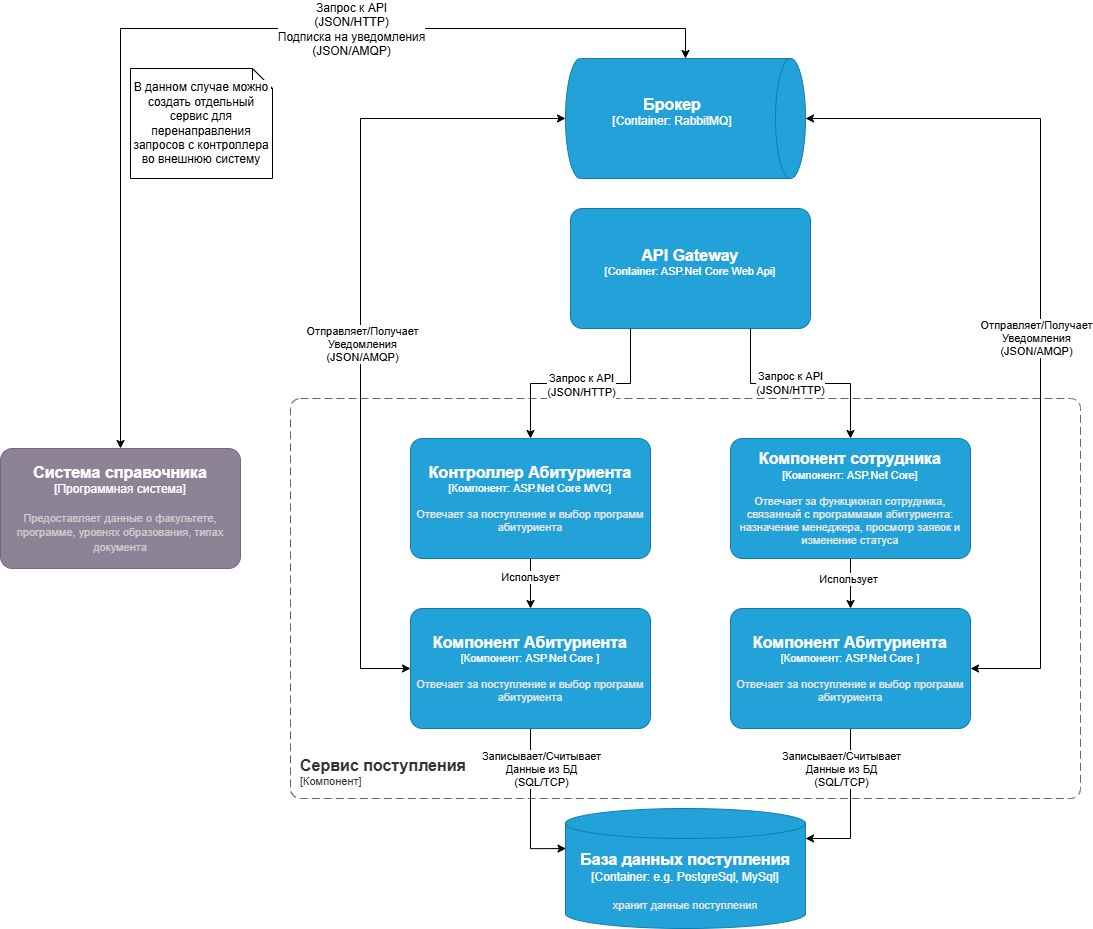 Запрос к API
(JSON/HTTP)
Подписка на уведомления
(JSON/AMQP)
В данном случае можно
создать отдельный
сервис для
перенаправления
запросов с контроллера
во внешнюю систему
Брокер
[Container: RabbitMQ]
API Gateway
[Container: ASP.Net Core Web Api]
Отправляет/Получает
Уведомления
(JSON/AMQP)
Отправляет/Получает
Уведомления
(JSON/AMQP)
Запрос к API
(JSON/HTTP)
Запрос к API
(JSON/HTTP)
Система справочника
[Программная система]
Предоставляет данные о факультете,
программе, уровнях образования, типах
документа
Контроллер Абитуриента
[Компонент: ASP.Net Core MVC]
Отвечает за поступление и выбор программ
абитуриента
Компонент сотрудника
[Компонент: ASP.Net Core]
Отвечает за функционал сотрудника,
связанный с программами абитуриента:
назначение менеджера, просмотр заявок и
изменение статуса
Использует
Использует
Компонент Абитуриента
[Компонент: ASP.Net Core ]
Отвечает за поступление и выбор программ
абитуриента
Компонент Абитуриента
[Компонент: ASP.Net Core ]
Отвечает за поступление и выбор программ
абитуриента
Записывает/Считывает
Данные из БД
(SQL/TCP)
Записывает/Считывает
Данные из БД
(SQL/TCP)
Сервис поступления
[Компонент]
База данных поступления
[Container: e.g. PostgreSql, MySql]
хранит данные поступления